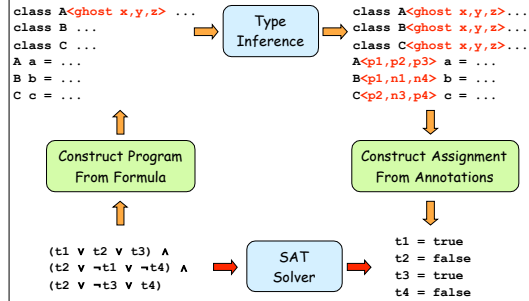 class A<ghost x,y,z> ...
class B ...
class C ...
A a = ...
B b = ...
C c = ...
Type
Inference
class A<ghost x,y,z>...
class B<ghost x,y,z>...
class C<ghost x,y,z>...
A<p1,p2,p3> a = ...
B<p1,n1,n4> b = ...
C<p2,n3,p4> c = ...
Construct Program
From Formula
Construct Assignment
From Annotations
(t1 ∨ t2 ∨ t3) ∧
(t2 ∨ ¬t1 ∨ ¬t4) ∧
(t2 ∨ ¬t3 ∨ t4)
SAT
Solver
t1 = true
t2 = false
t3 = true
t4 = false